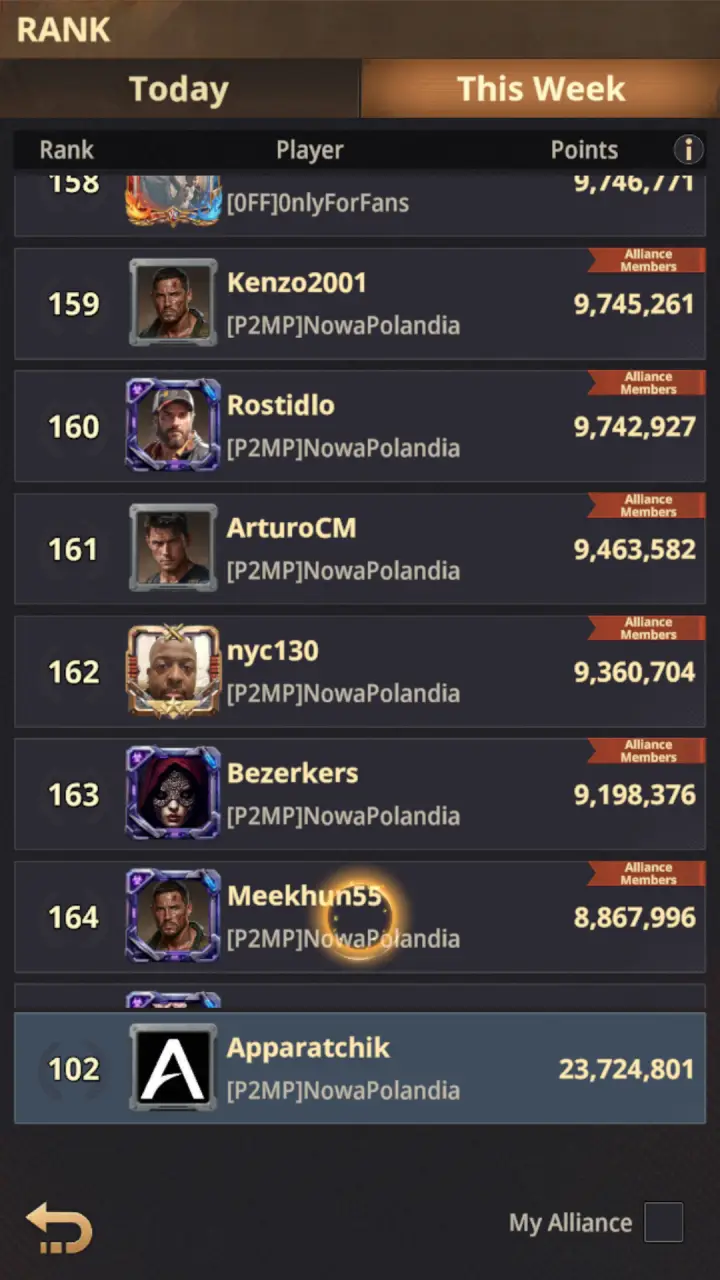 RANK
Today
This Week
Rank
Player
Points
158
[0FF]0nlyForFans
9,746,771
Alliance
Members
159
Kenzo2001
[P2MP]NowaPolandia
9,745,261
Alliance
Members
160
Rostidlo
[P2MP]NowaPolandia
9,742,927
Alliance
Members
161
ArturoCM
[P2MP]NowaPolandia
9,463,582
Alliance
Members
162
nyc130
[P2MP]NowaPolandia
9,360,704
Alliance
Members
163
Bezerkers
[P2MP]NowaPolandia
9,198,376
Alliance
Members
164
Meekhun55
[P2MP]NowaPolandia
8,867,996
102
Apparatchik
[P2MP]NowaPolandia
23,724,801
My Alliance